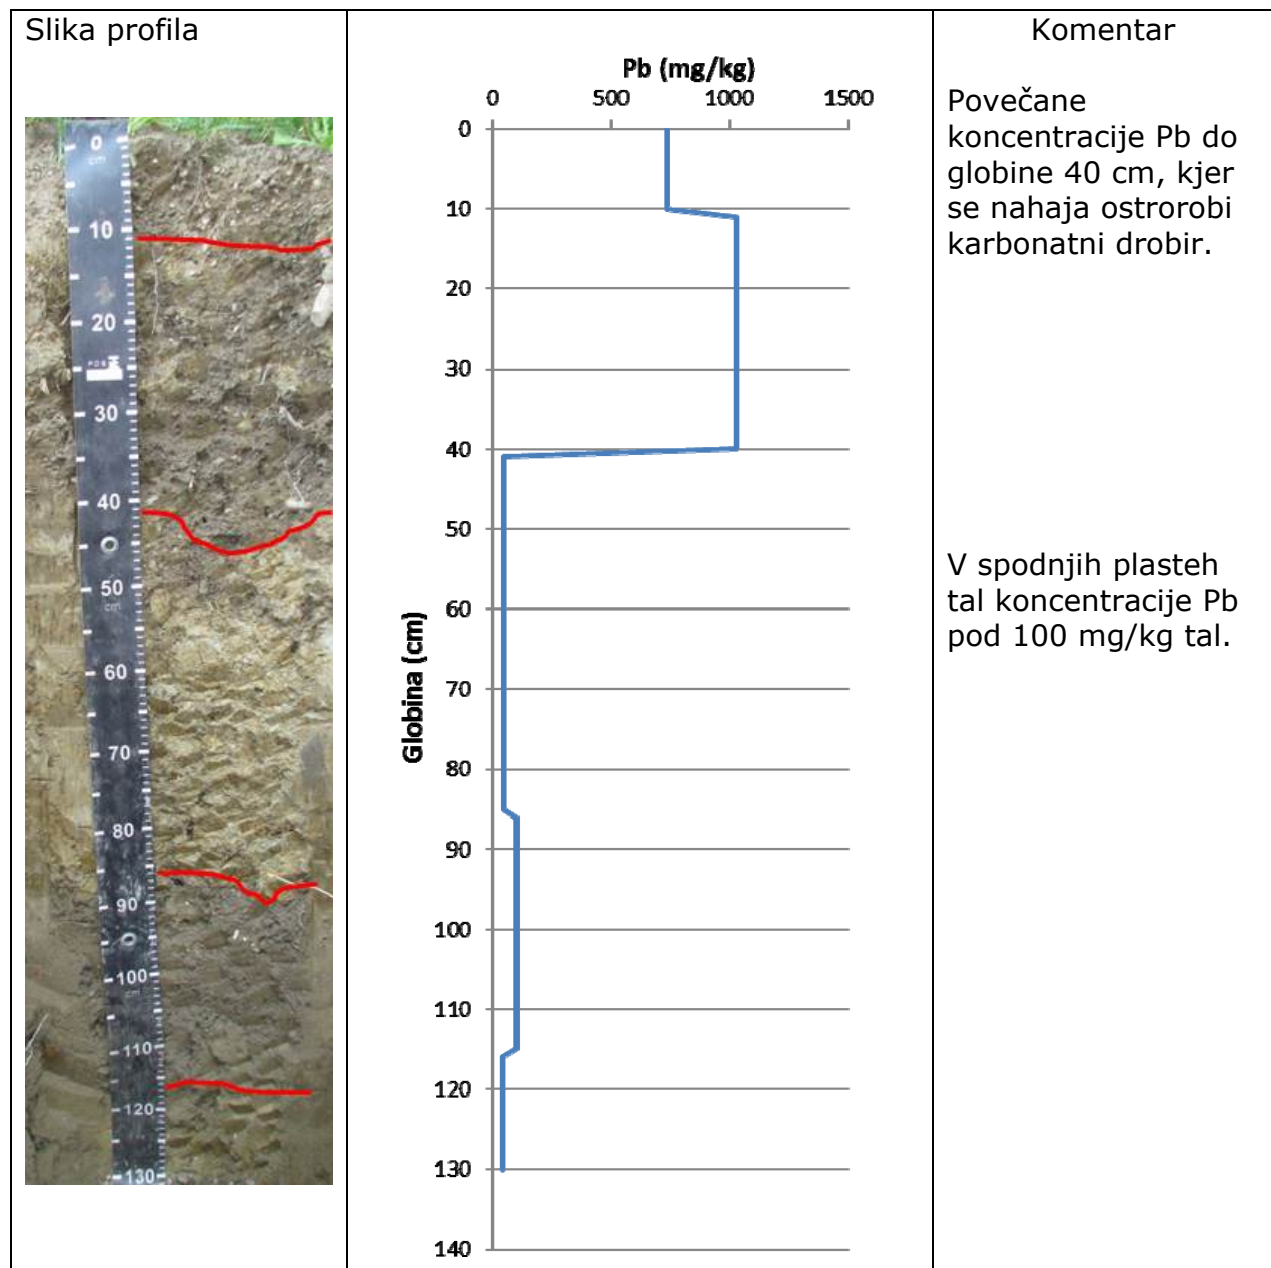 Slika profila
0
cm
10
20
30
40
50
cm
60
70
80
90
100
cm
110
120
130
Pb (mg/kg)
0 500 1000 1500
0
10
20
30
40
50
60
70
80
90
100
110
120
130
140
Globina (cm)
Komentar
Povečane
koncentracije Pb do
globine 40 cm, kjer
se nahaja ostrorobi
karbonatni drobir.
V spodnjih plasteh
tal koncentracije Pb
pod 100 mg/kg tal.